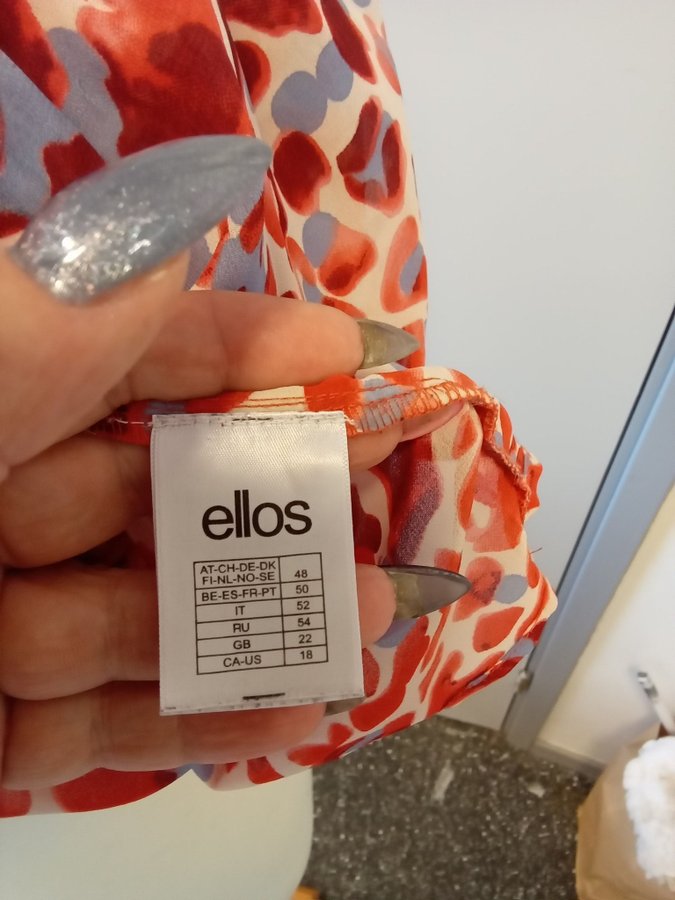 ellos
AT-CH-DE-DK
FI-NL-NO-SE 48
BE-ES-FR-PT 50
IT 52
RU 54
GB 22
CA-US 18